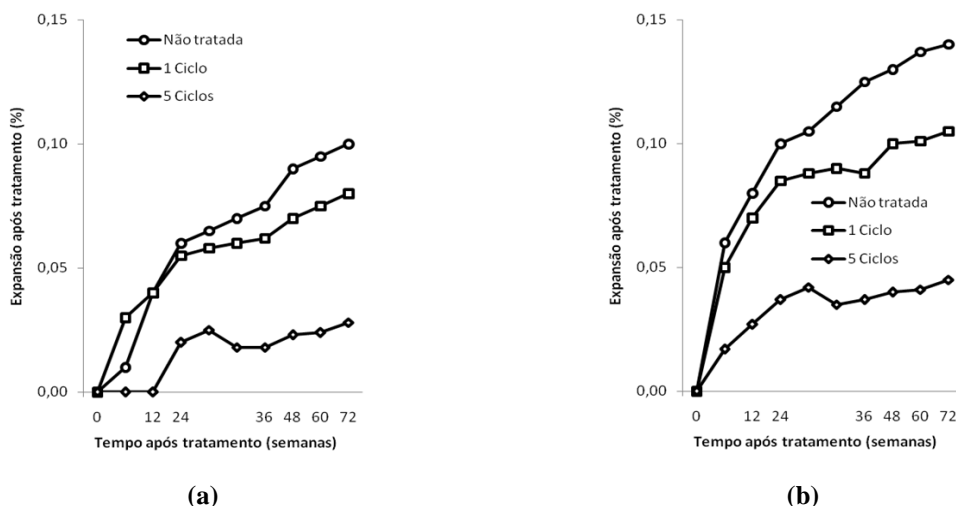 0,15
0,10
0,05
0,00
Expansão após tratamento (%)
Não tratada
1 Ciclo
5 Ciclos
0 12 24 36 48 60 72
Tempo após tratamento (semanas)
(a)
0,15
0,10
0,05
0,00
Expansão após tratamento (%)
Não tratada
1 Ciclo
5 Ciclos
0 12 24 36 48 60 72
Tempo após tratamento (semanas)
(b)